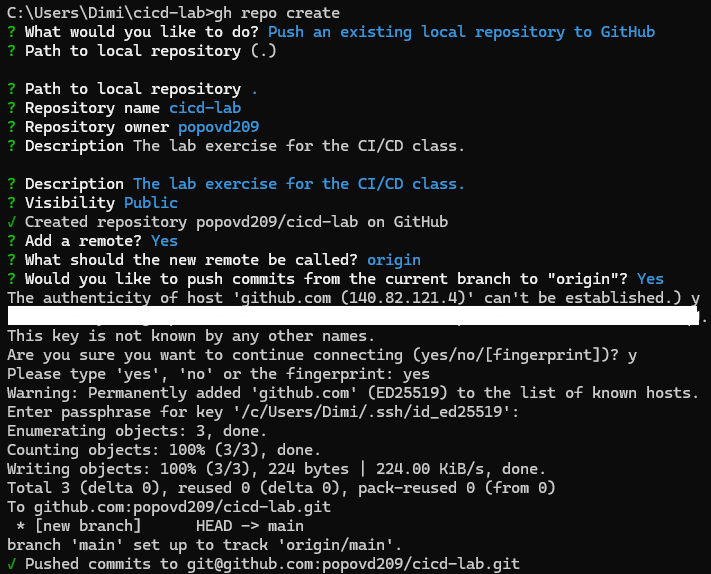 C:\Users\Dimi\cicd-lab>gh repo create
? What would you like to do? Push an existing local repository to GitHub
? Path to local repository (.)
? Path to local repository .
? Repository name cicd-lab
? Repository owner popovd209
? Description The lab exercise for the CI/CD class.
? Description The lab exercise for the CI/CD class.
? Visibility Public
✓ Created repository popovd209/cicd-lab on GitHub
? Add a remote? Yes
? What should the new remote be called? origin
? Would you like to push commits from the current branch to "origin"? Yes
The authenticity of host 'github.com (140.82.121.4)' can't be established.) y
.
This key is not known by any other names.
Are you sure you want to continue connecting (yes/no/[fingerprint])? y
Please type 'yes', 'no' or the fingerprint: yes
Warning: Permanently added 'github.com' (ED25519) to the list of known hosts.
Enter passphrase for key '/c/Users/Dimi/.ssh/id_ed25519':
Enumerating objects: 3, done.
Counting objects: 100% (3/3), done.
Writing objects: 100% (3/3), 224 bytes | 224.00 KiB/s, done.
Total 3 (delta 0), reused 0 (delta 0), pack-reused 0 (from 0)
To github.com:popovd209/cicd-lab.git
 * [new branch]      HEAD -> main
branch 'main' set up to track 'origin/main'.
✓ Pushed commits to git@github.com:popovd209/cicd-lab.git